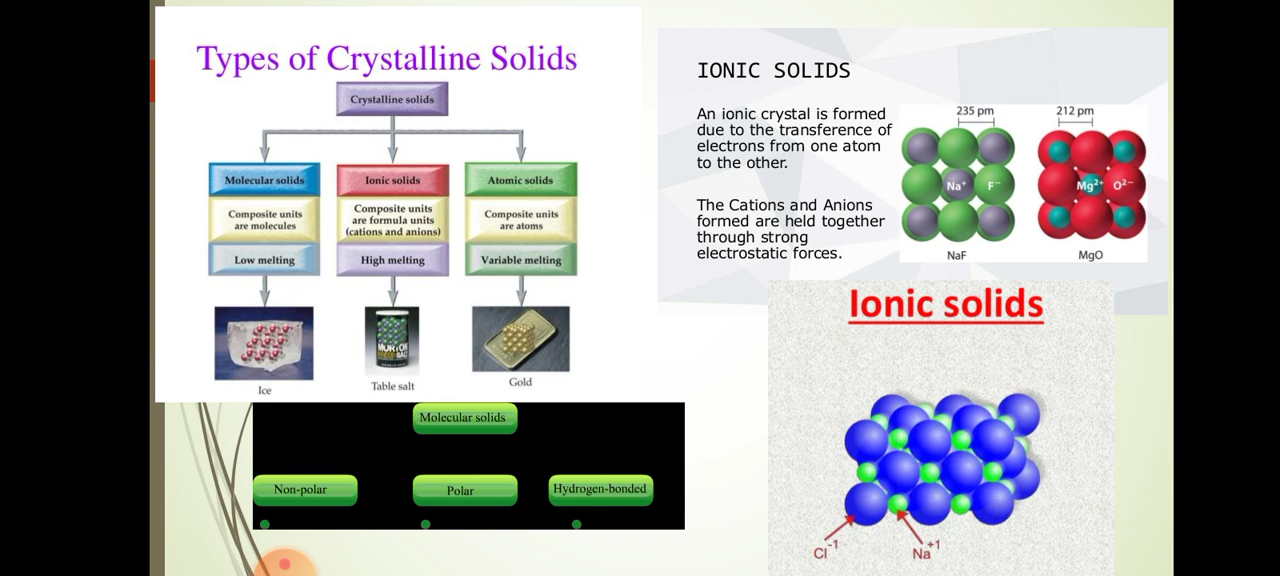 Types of Crystalline Solids
Crystalline solids
Molecular solids
Ionic solids
Atomic solids
Composite units
are molecules
Composite units
are formula units
(cations and anions)
Composite units
are atoms
Low melting
High melting
Variable melting
MORTON
Ice
Table salt
Gold
IONIC SOLIDS
An ionic crystal is formed
due to the transference of
electrons from one atom
to the other.
The Cations and Anions
formed are held together
through strong
electrostatic forces.
235 pm
212 pm
Na⁺
F⁻
Mg²⁺
O²⁻
NaF
MgO
Molecular solids
Non-polar
Polar
Hydrogen-bonded
Ionic solids
Cl⁻¹
Na⁺¹